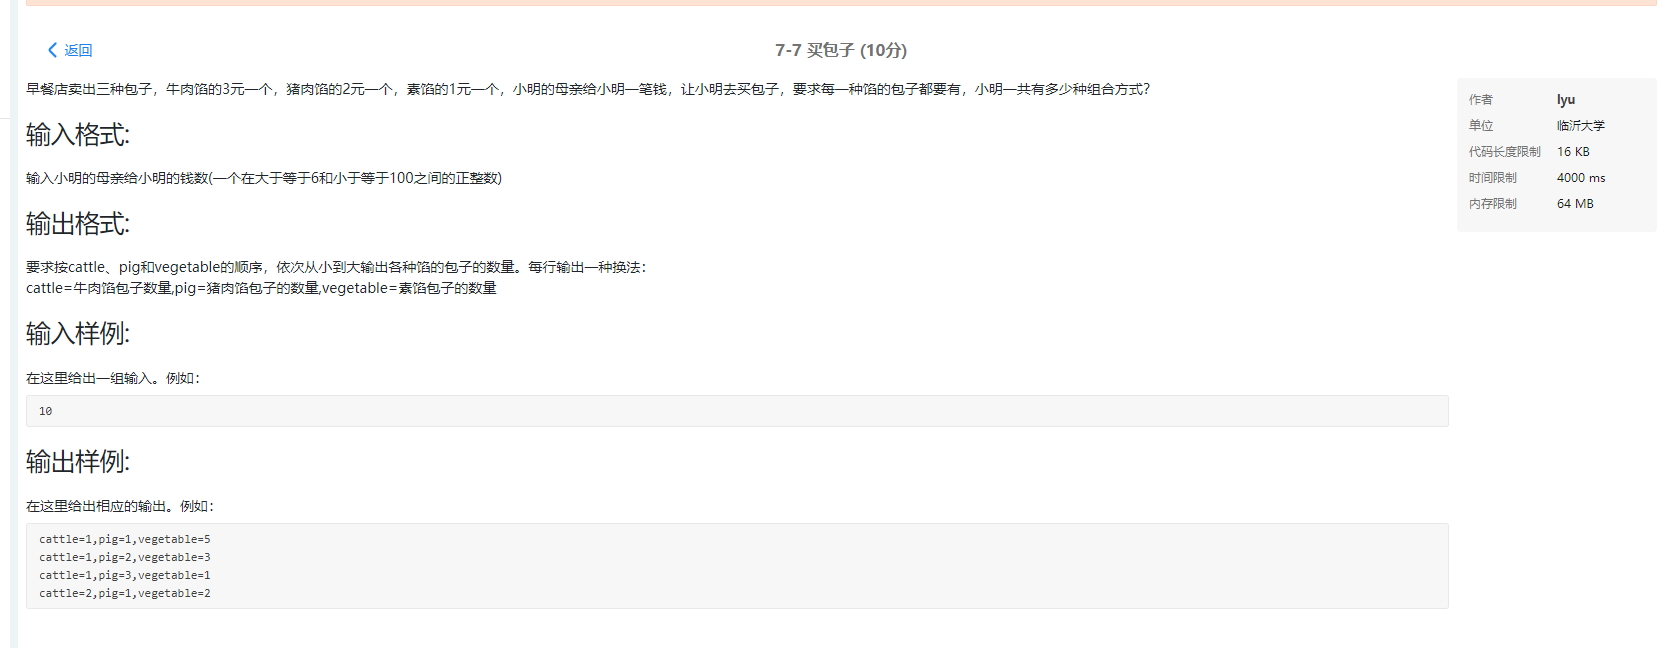 返回
7-7 买包子 (10分)
早餐店卖出三种包子，牛肉馅的3元一个，猪肉馅的2元一个，素馅的1元一个，小明的母亲给小明一笔钱，让小明去买包子，要求每一种馅的包子都要有，小明一共有多少种组合方式？
作者 lyu
单位 临沂大学
代码长度限制 16 KB
时间限制 4000 ms
内存限制 64 MB
输入格式:
输入小明的母亲给小明的钱数(一个在大于等于6和小于等于100之间的正整数)
输出格式:
要求按cattle、pig和vegetable的顺序，依次从小到大输出各种馅的包子的数量。每行输出一种换法：
cattle=牛肉馅包子数量,pig=猪肉馅包子的数量,vegetable=素馅包子的数量
输入样例:
在这里给出一组输入。例如：
10
输出样例:
在这里给出相应的输出。例如：
cattle=1,pig=1,vegetable=5
cattle=1,pig=2,vegetable=3
cattle=1,pig=3,vegetable=1
cattle=2,pig=1,vegetable=2